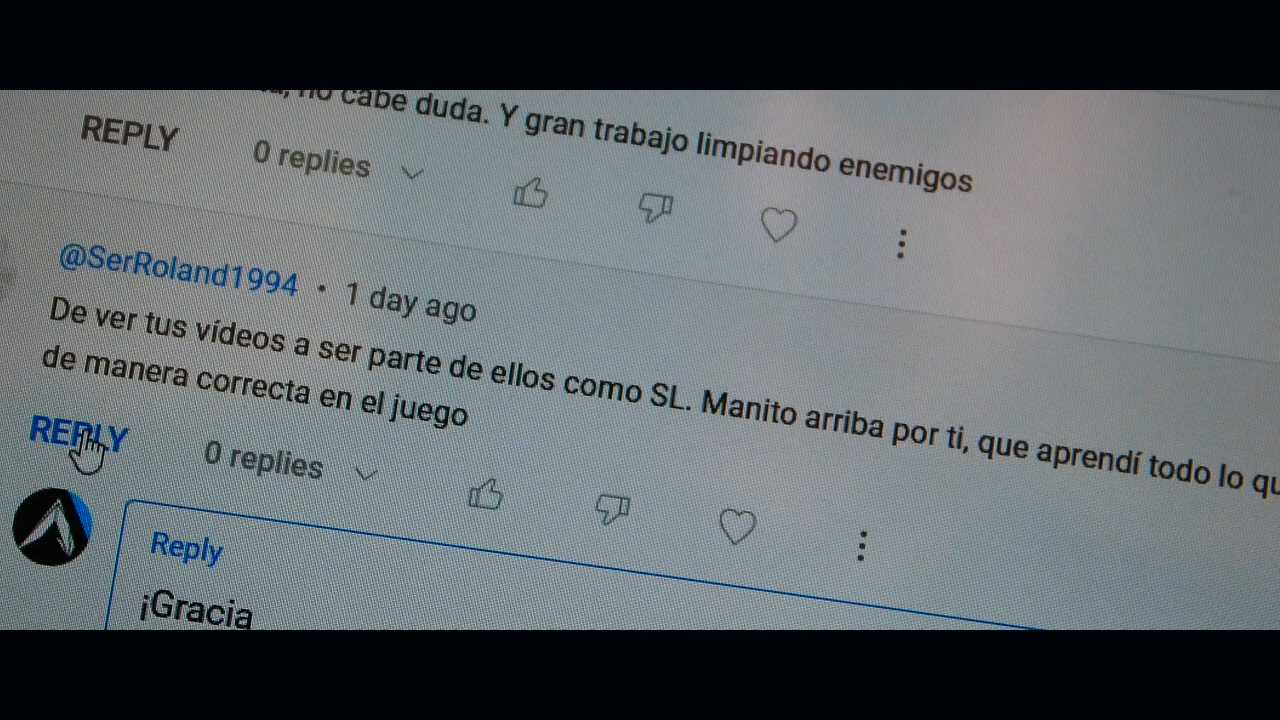 no cabe duda. Y gran trabajo limpiando enemigos
REPLY 0 replies
@SerRoland1994 • 1 day ago
De ver tus vídeos a ser parte de ellos como SL. Manito arriba por ti, que aprendí todo lo
de manera correcta en el juego
REPLY 0 replies
Reply
¡Gracia